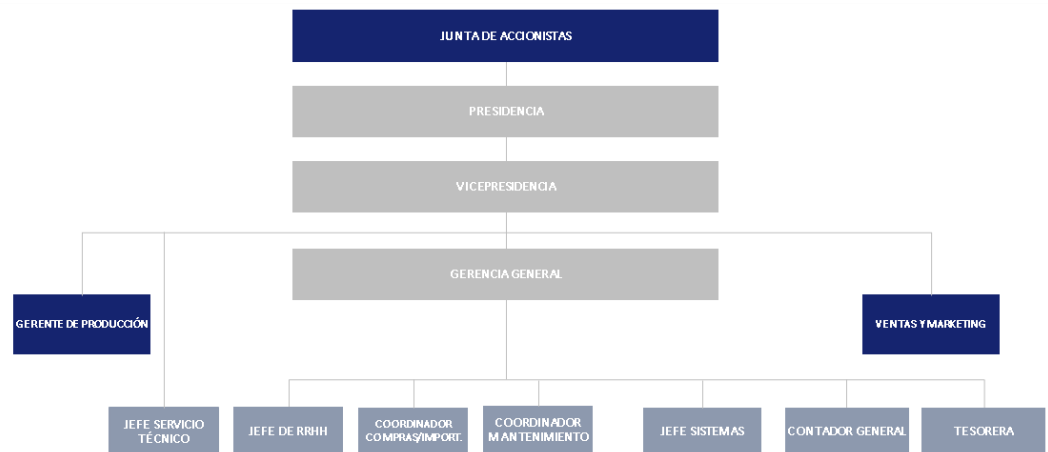 JUNTA DE ACCIONISTAS
PRESIDENCIA
VICEPRESIDENCIA
GERENCIA GENERAL
GERENTE DE PRODUCCIÓN
VENTAS Y MARKETING
JEFE SERVICIO
TÉCNICO
JEFE DE RRHH
COORDINADOR
COMPRAS/IMPORT.
COORDINADOR
MANTENIMIENTO
JEFE SISTEMAS
CONTADOR GENERAL
TESORERA